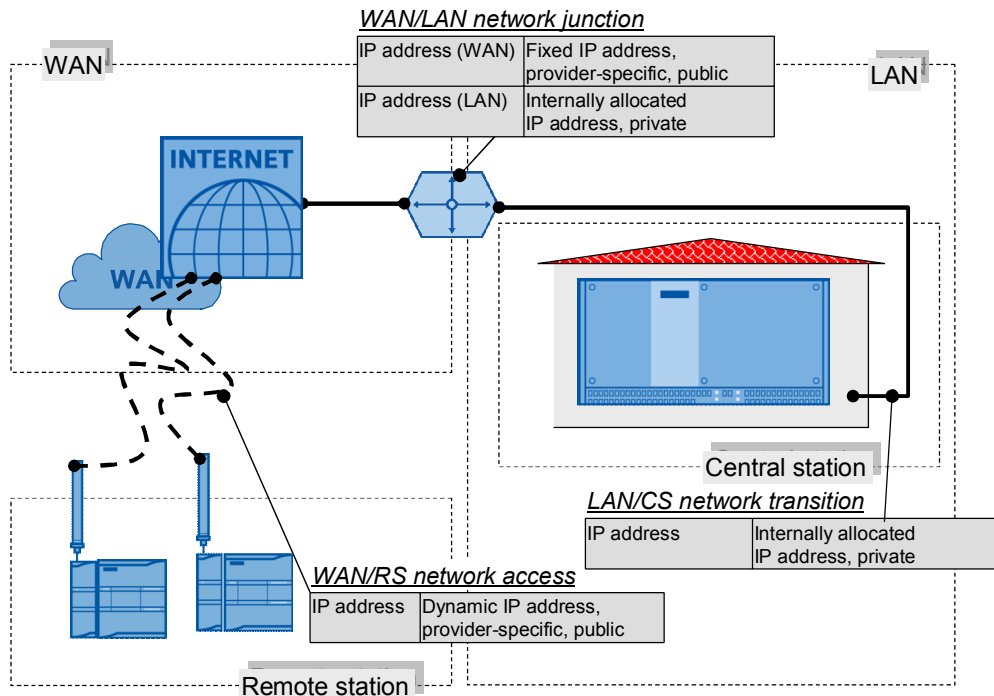 WAN/LAN network junction
WAN
LAN
IP address (WAN)
Fixed IP address,
provider-specific, public
IP address (LAN)
Internally allocated
IP address, private
INTERNET
WAN
Central station
LAN/CS network transition
IP address
Internally allocated
IP address, private
WAN/RS network access
IP address
Dynamic IP address,
provider-specific, public
Remote station